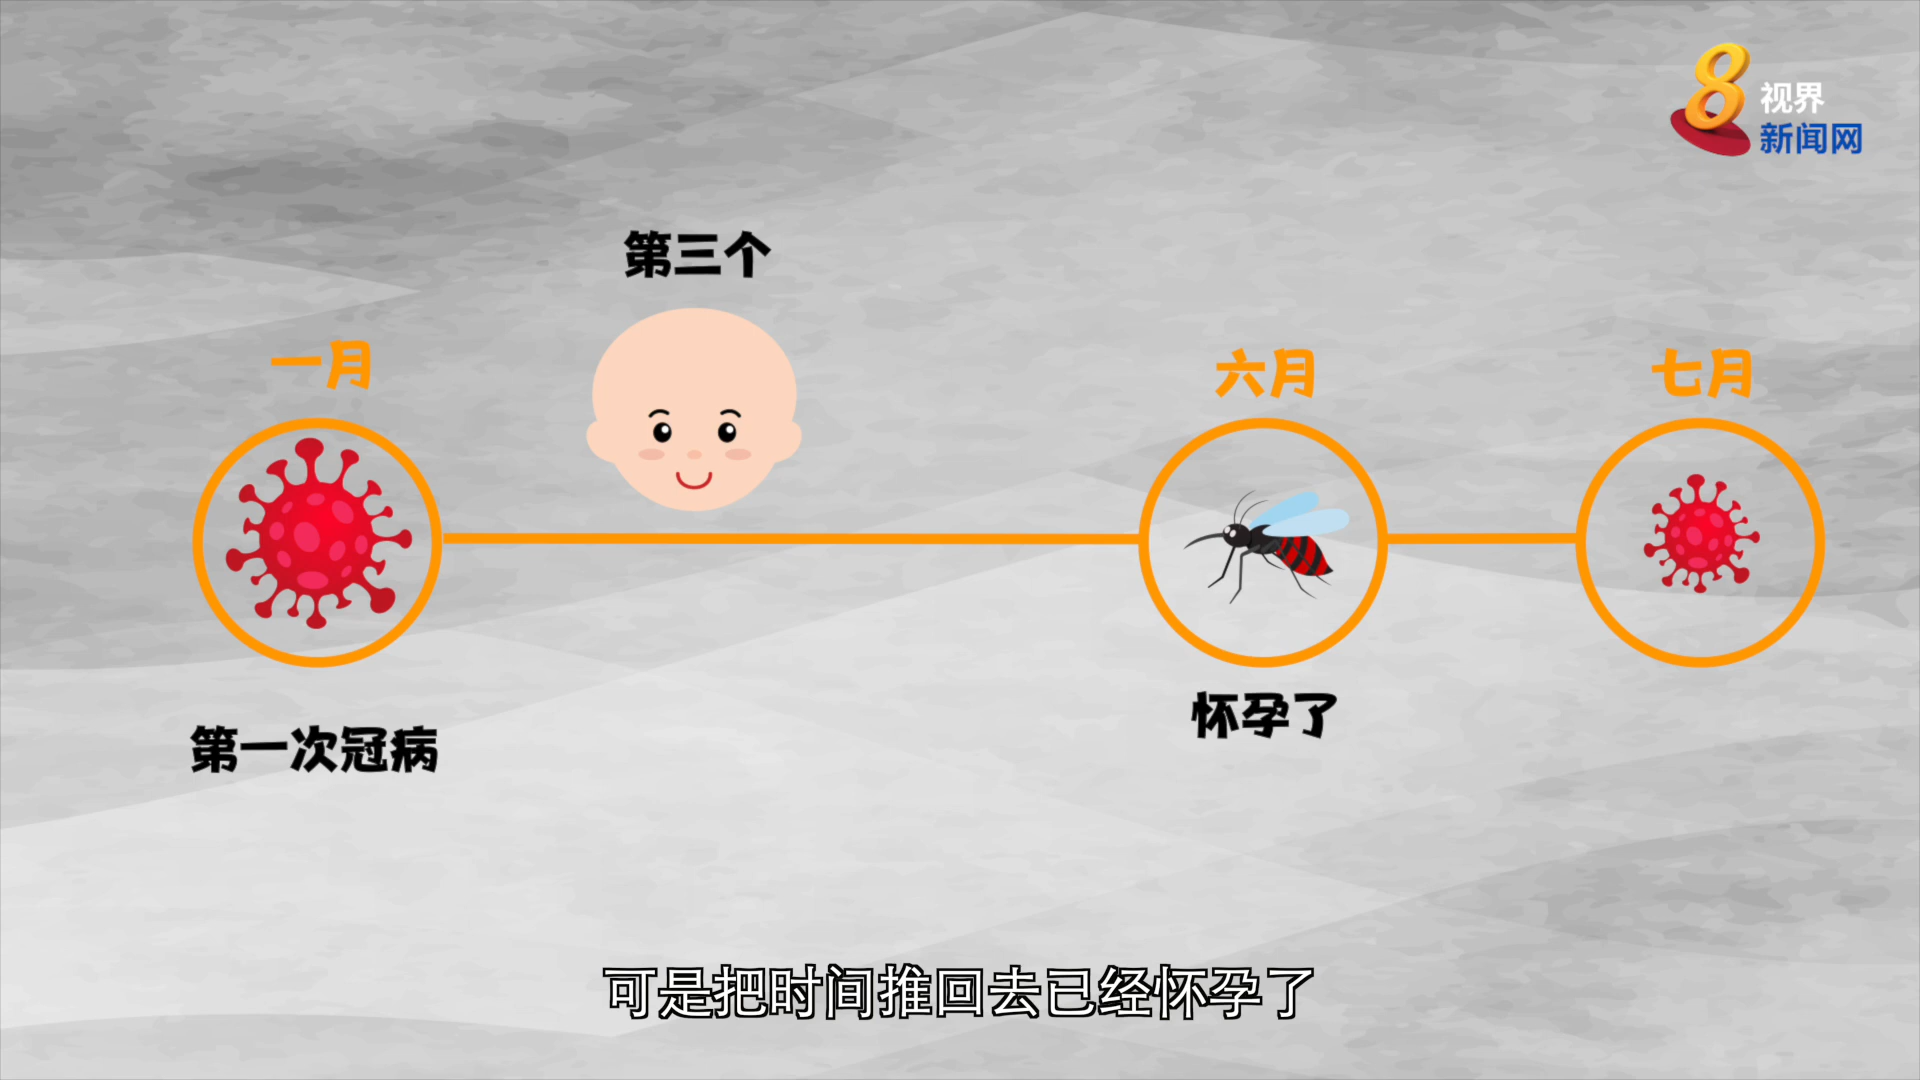 8
视界
新闻网
第三个
一月
六月
七月
怀孕了
第一次冠病
可是把时间推回去已经怀孕了